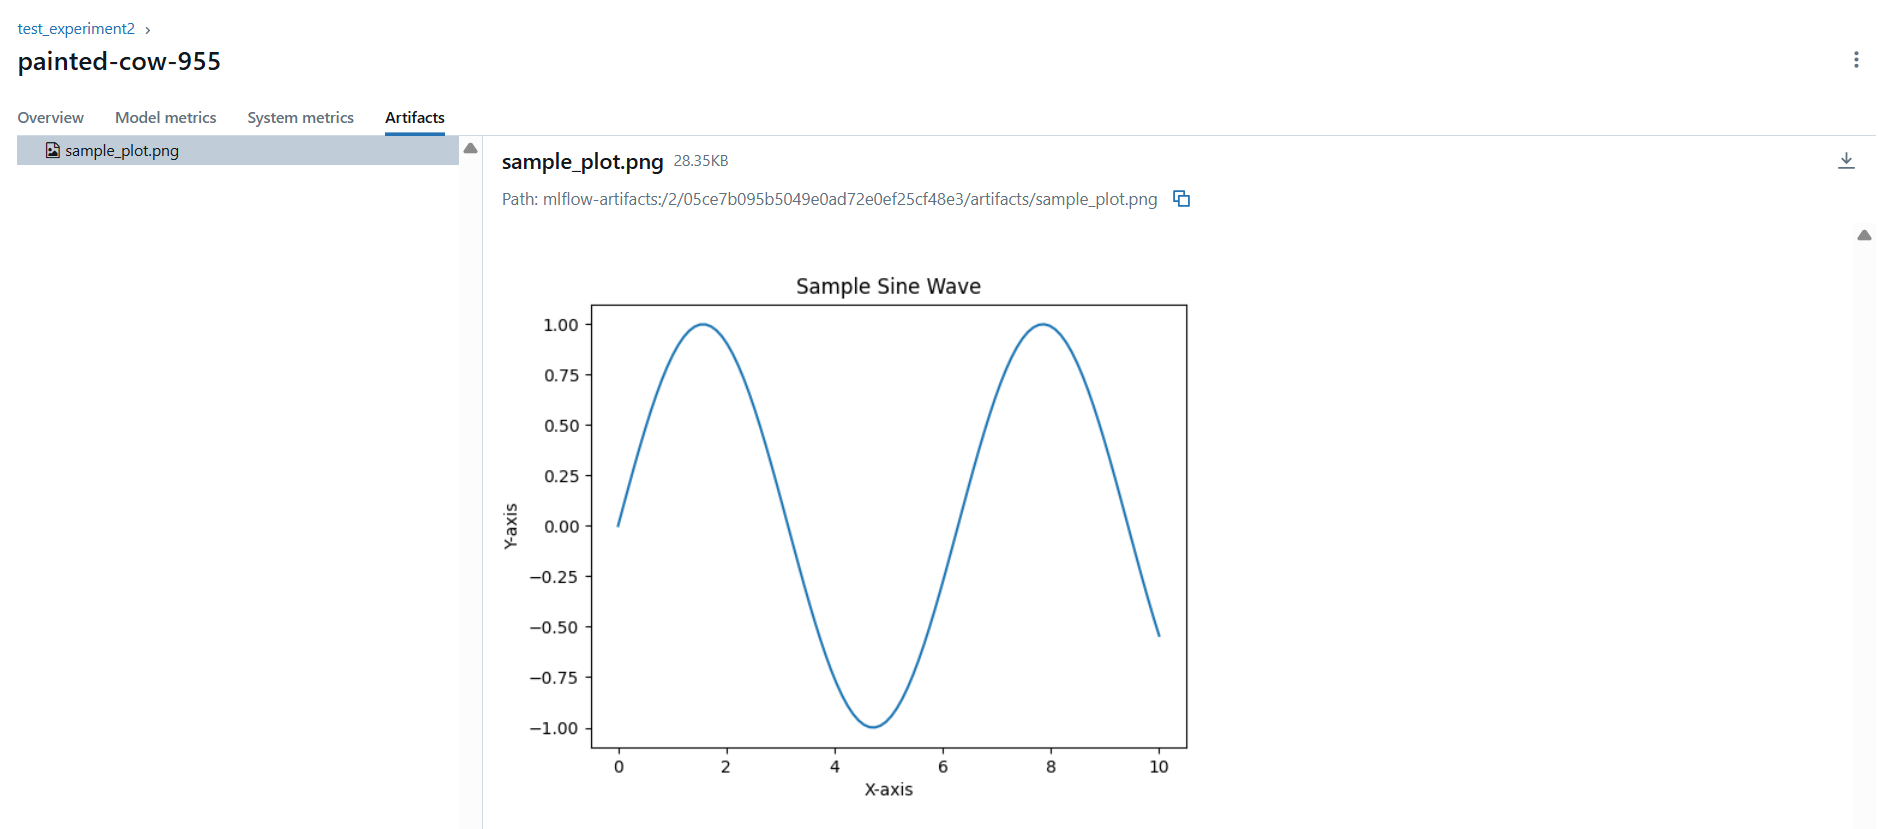 test_experiment2 ›
painted-cow-955
Overview Model metrics System metrics Artifacts
sample_plot.png
sample_plot.png 28.35KB
Path: mlflow-artifacts:/2/05ce7b095b5049e0ad72e0ef25cf48e3/artifacts/sample_plot.png
Sample Sine Wave
1.00
0.75
0.50
0.25
0.00
−0.25
−0.50
−0.75
−1.00
Y-axis
0 2 4 6 8 10
X-axis